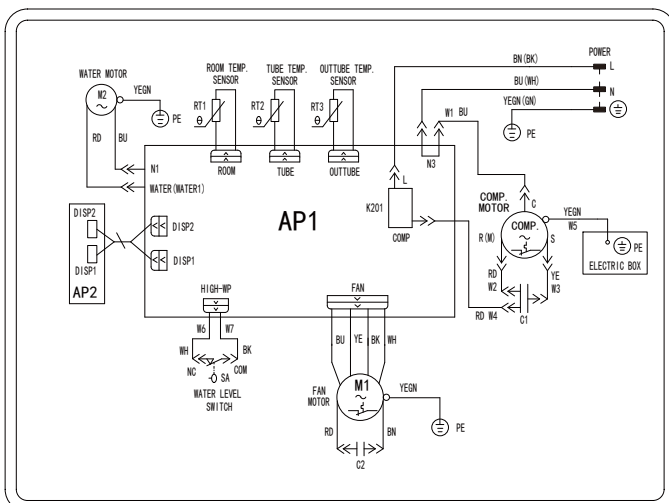 ROOM TEMP. SENSOR
TUBE TEMP. SENSOR
OUTTUBE TEMP. SENSOR
BN(BK)
POWER
L
WATER MOTOR
M2
YEGN
PE
RT1
θ
RT2
θ
RT3
θ
BU(WH)
N
YEGN(GN)
PE
W1 BU
RD
BU
N1
WATER(WATER1)
ROOM
TUBE
OUTTUBE
N3
L
K201
COMP
AP1
COMP. MOTOR
C
COMP.
R(M)
S
YEGN
W5
PE
ELECTRIC BOX
DISP2
DISP1
AP2
DISP2
DISP1
RD
W2
YE
W3
RD W4
C1
HIGH-WP
W6
W7
WH
BK
NC
COM
SA
WATER LEVEL
SWITCH
FAN
BU
YE
BK
WH
FAN
MOTOR
M1
YEGN
PE
RD
BN
C2